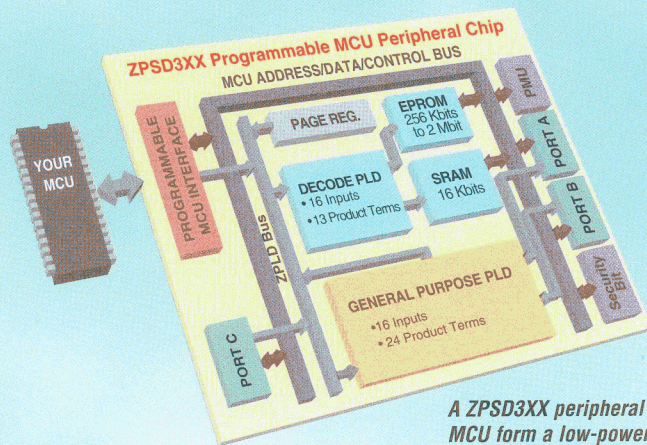 ZPSD3XX Programmable MCU Peripheral Chip
MCU ADDRESS/DATA/CONTROL BUS
YOUR
MCU
PROGRAMMABLE
MCU INTERFACE
PAGE REG.
EPROM
256 Kbits
to 2 Mbit
PMU
DECODE PLD
•16 Inputs
•13 Product Terms
SRAM
16 Kbits
PORT A
PORT B
ZPLD Bus
GENERAL PURPOSE PLD
•16 Inputs
•24 Product Terms
Security
Bit
PORT C
A ZPSD3XX peripheral
MCU form a low-power